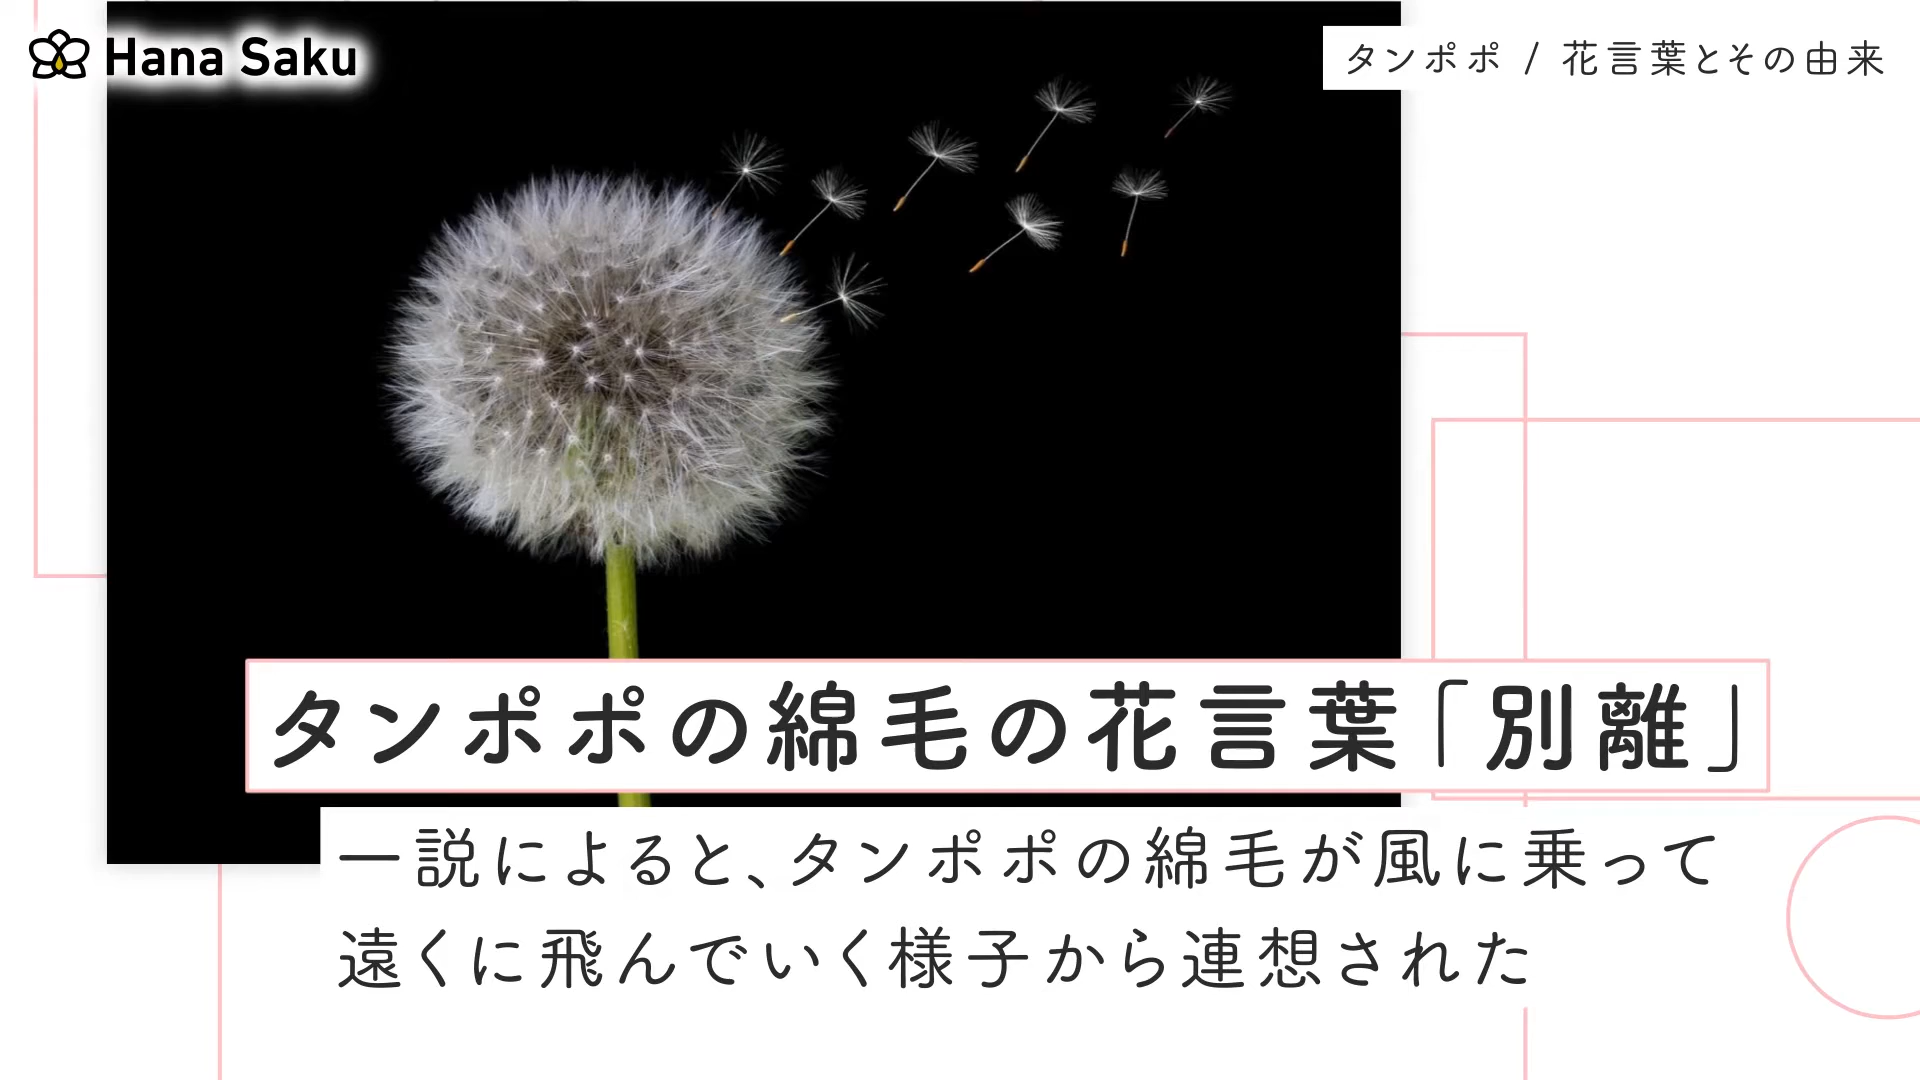 Hana Saku
タンポポ / 花言葉とその由来
タンポポの綿毛の花言葉「別離」
一説によると、タンポポの綿毛が風に乗って
遠くに飛んでいく様子から連想された